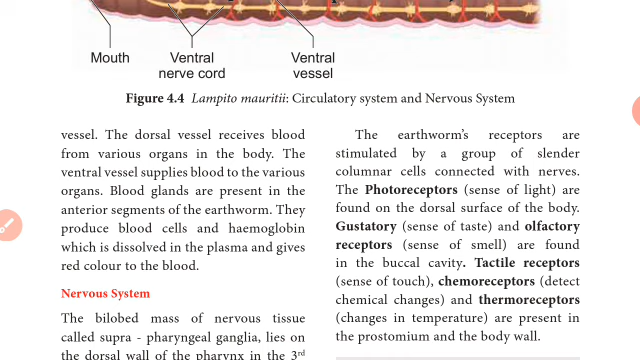 Mouth
Ventral
nerve cord
Ventral
vessel
Figure 4.4 Lampito mauritii: Circulatory system and Nervous System
vessel. The dorsal vessel receives blood
from various organs in the body. The
ventral vessel supplies blood to the various
organs. Blood glands are present in the
anterior segments of the earthworm. They
produce blood cells and haemoglobin
which is dissolved in the plasma and gives
red colour to the blood.
Nervous System
The bilobed mass of nervous tissue
called supra - pharyngeal ganglia, lies on
the dorsal wall of the pharynx in the 3rd
The earthworm's receptors are
stimulated by a group of slender
columnar cells connected with nerves.
The Photoreceptors (sense of light) are
found on the dorsal surface of the body.
Gustatory (sense of taste) and olfactory
receptors (sense of smell) are found
in the buccal cavity. Tactile receptors
(sense of touch), chemoreceptors (detect
chemical changes) and thermoreceptors
(changes in temperature) are present in
the prostomium and the body wall.